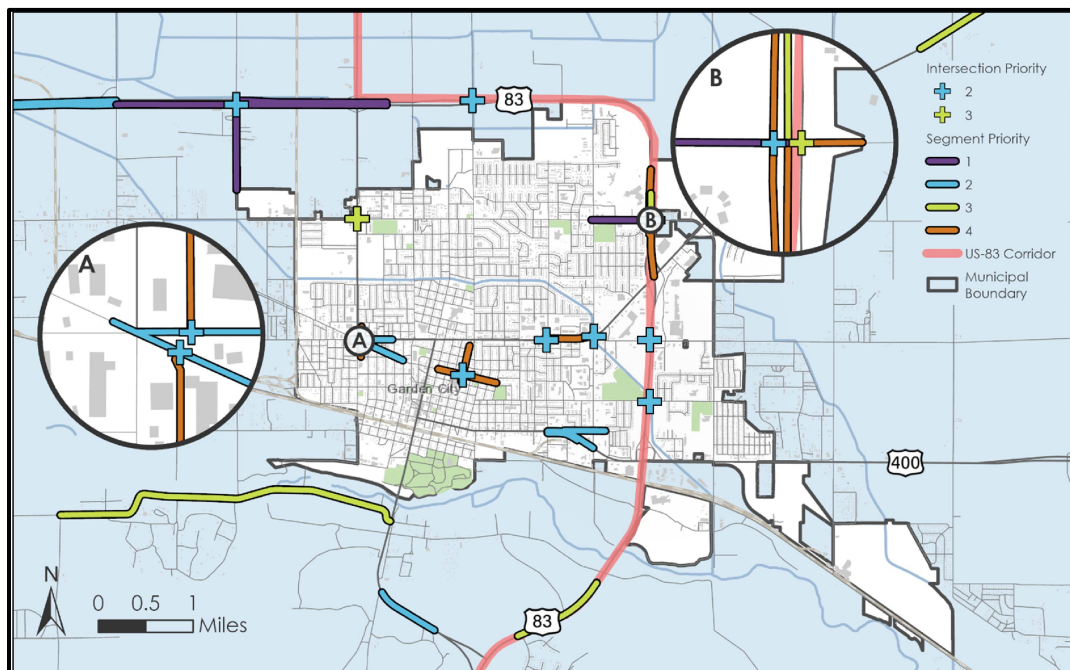 83
B
Intersection Priority
2
3
Segment Priority
1
2
3
4
US-83 Corridor
Municipal
Boundary
A
B
A
Garden City
400
N
0 0.5 1
Miles
83